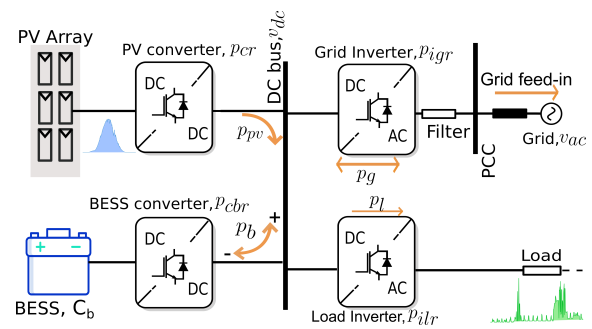 PV Array
PV converter, p_cr
DC
DC
p_pv
DC bus, v_dc
Grid Inverter, p_igr
DC
AC
p_g
Filter
PCC
Grid feed-in
Grid, v_ac
BESS converter, p_cbr
DC
DC
p_b
+
-
+ -
BESS, C_b
p_l
DC
AC
Load Inverter, p_ilr
Load